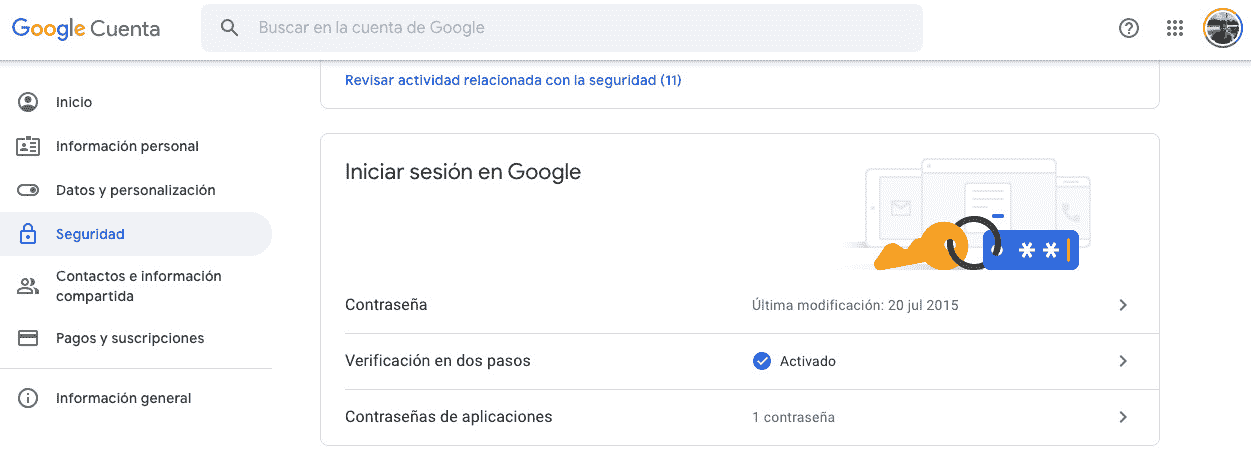 Google Cuenta
Buscar en la cuenta de Google
Inicio
Información personal
Datos y personalización
Seguridad
Contactos e información
compartida
Pagos y suscripciones
Información general
Revisar actividad relacionada con la seguridad (11)
Iniciar sesión en Google
**
Contraseña
Última modificación: 20 jul 2015
Verificación en dos pasos
Activado
Contraseñas de aplicaciones
1 contraseña